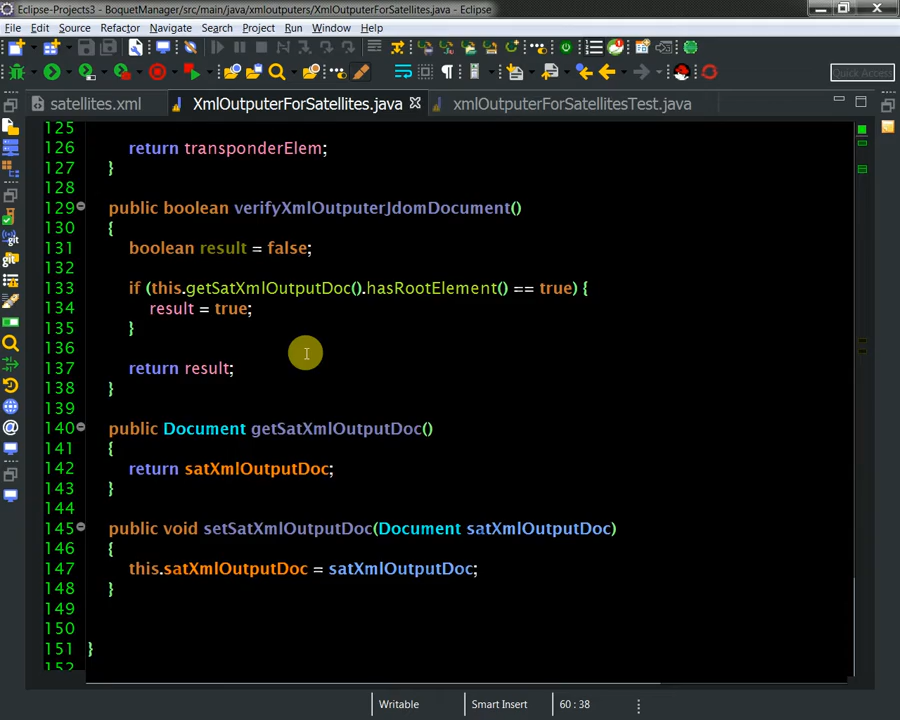 Eclipse-Projects3 - BoquetManager/src/main/java/xmloutputers/XmlOutputerForSatellites.java - Eclipse
File Edit Source Refactor Navigate Search Project Run Window Help
Quick Access
satellites.xml XmlOutputerForSatellites.java xmlOutputerForSatellitesTest.java
125
126 return transponderElem;
127 }
128
129 public boolean verifyXmlOutputerJdomDocument()
130 {
131 boolean result = false;
132
133 if (this.getSatXmlOutputDoc().hasRootElement() == true) {
134 result = true;
135 }
136
137 return result;
138 }
139
140 public Document getSatXmlOutputDoc()
141 {
142 return satXmlOutputDoc;
143 }
144
145 public void setSatXmlOutputDoc(Document satXmlOutputDoc)
146 {
147 this.satXmlOutputDoc = satXmlOutputDoc;
148 }
149
150
151 }
152
Writable Smart Insert 60 : 38